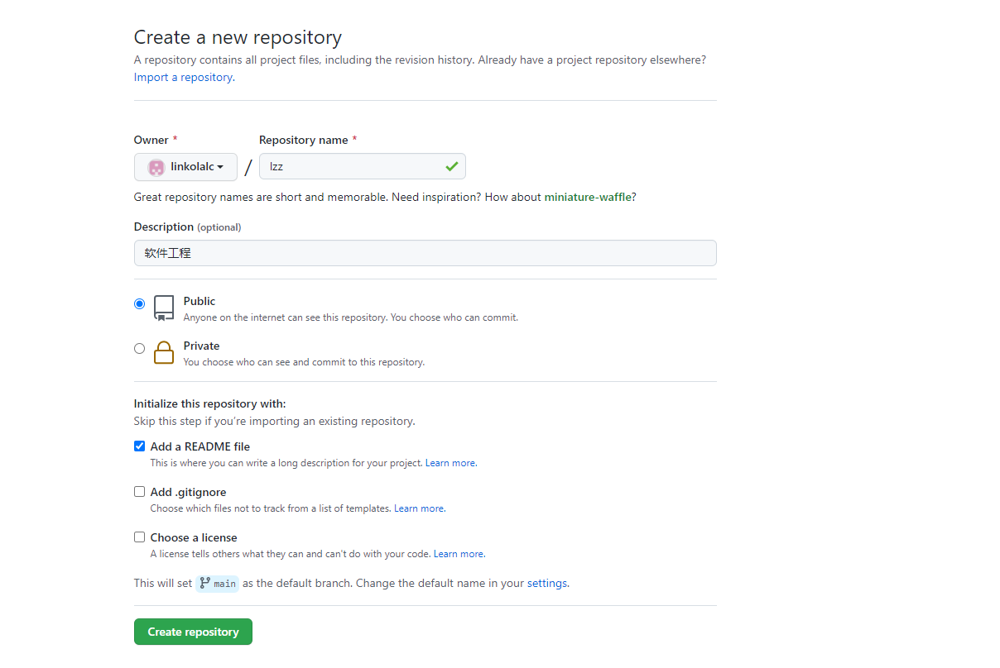 Create a new repository
A repository contains all project files, including the revision history. Already have a project repository elsewhere?
Import a repository.
Owner * Repository name *
linkolalc / lzz
Great repository names are short and memorable. Need inspiration? How about miniature-waffle?
Description (optional)
软件工程
Public
Anyone on the internet can see this repository. You choose who can commit.
Private
You choose who can see and commit to this repository.
Initialize this repository with:
Skip this step if you're importing an existing repository.
Add a README file
This is where you can write a long description for your project. Learn more.
Add .gitignore
Choose which files not to track from a list of templates. Learn more.
Choose a license
A license tells others what they can and can't do with your code. Learn more.
This will set main as the default branch. Change the default name in your settings.
Create repository